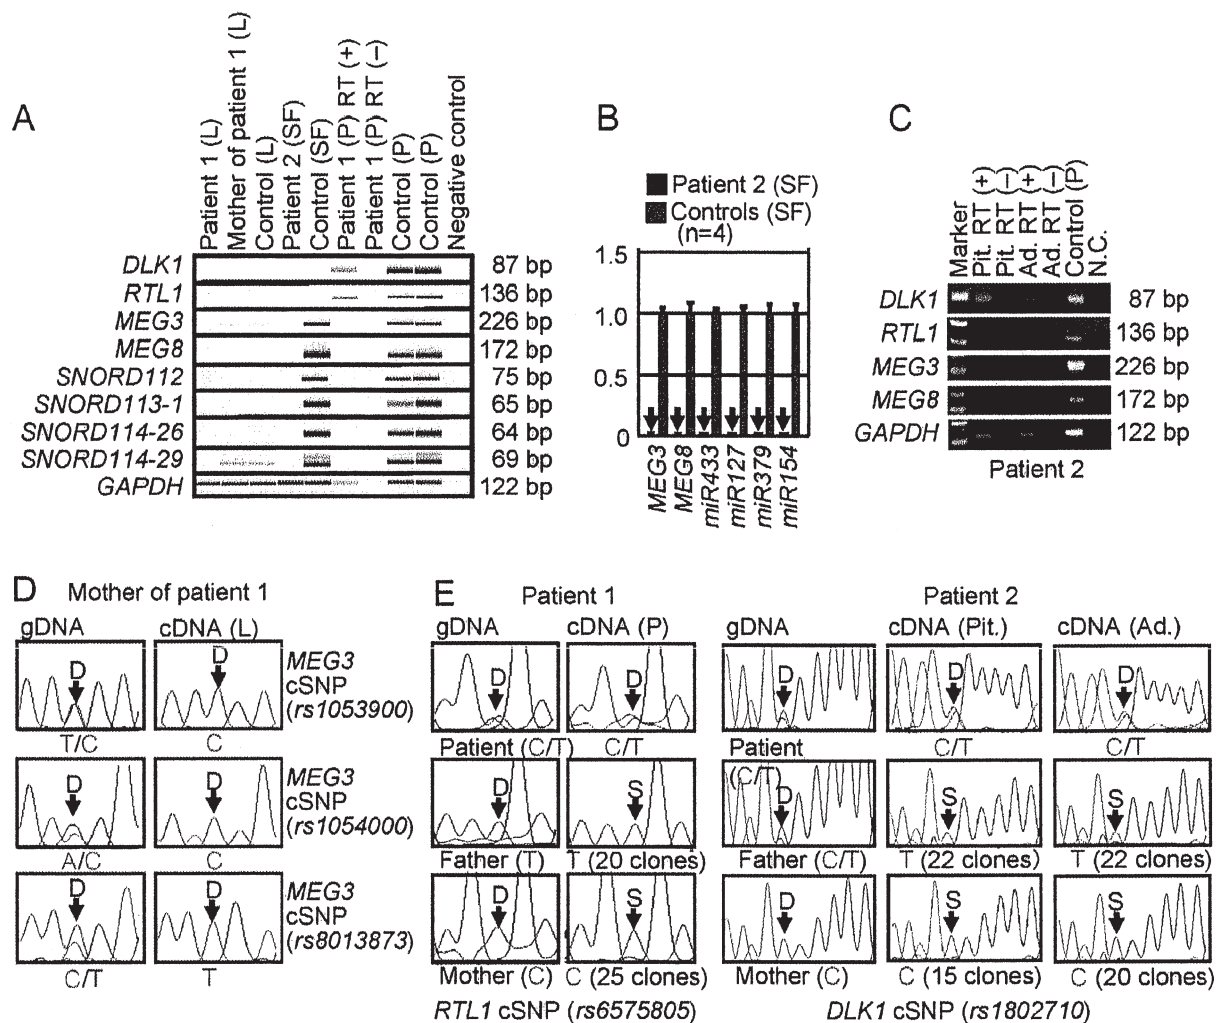 A
Patient 1 (L)
Mother of patient 1 (L)
Control (L)
Patient 2 (SF)
Control (SF)
Patient 1 (P) RT (+)
Patient 1 (P) RT (−)
Control (P)
Control (P)
Negative control
DLK1 87 bp
RTL1 136 bp
MEG3 226 bp
MEG8 172 bp
SNORD112 75 bp
SNORD113-1 65 bp
SNORD114-26 64 bp
SNORD114-29 69 bp
GAPDH 122 bp
B
Patient 2 (SF)
Controls (SF)
(n=4)
1.5
1.0
0.5
0
MEG3
MEG8
miR433
miR127
miR379
miR154
C
Marker
Pit. RT (+)
Pit. RT (−)
Ad. RT (+)
Ad. RT (−)
Control (P)
N.C.
DLK1 87 bp
RTL1 136 bp
MEG3 226 bp
MEG8 172 bp
GAPDH 122 bp
Patient 2
D
Mother of patient 1
gDNA cDNA (L)
D D
MEG3
cSNP
(rs1053900)
T/C C
D D
MEG3
cSNP
(rs1054000)
A/C C
D D
MEG3
cSNP
(rs8013873)
C/T T
E
Patient 1
gDNA cDNA (P)
D D
Patient (C/T) C/T
D S
Father (T) T (20 clones)
D S
Mother (C) C (25 clones)
RTL1 cSNP (rs6575805)
Patient 2
gDNA cDNA (Pit.) cDNA (Ad.)
D D D
Patient C/T C/T
(C/T)
D S S
Father (C/T) T (22 clones) T (22 clones)
D S S
Mother (C) C (15 clones) C (20 clones)
DLK1 cSNP (rs1802710)